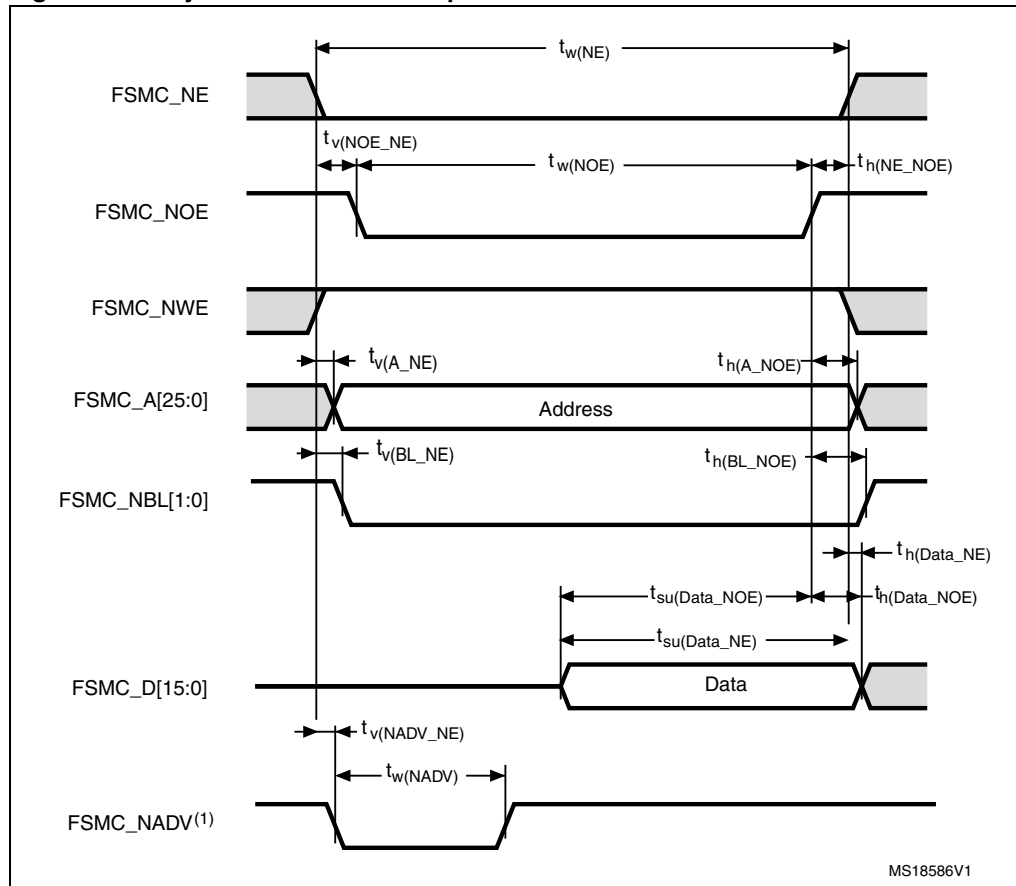 tw(NE)
FSMC_NE
tv(NOE_NE)
tw(NOE)
th(NE_NOE)
FSMC_NOE
FSMC_NWE
tv(A_NE)
th(A_NOE)
FSMC_A[25:0]
Address
tv(BL_NE)
th(BL_NOE)
FSMC_NBL[1:0]
th(Data_NE)
tsu(Data_NOE)
th(Data_NOE)
tsu(Data_NE)
FSMC_D[15:0]
Data
tv(NADV_NE)
tw(NADV)
FSMC_NADV(1)
MS18586V1